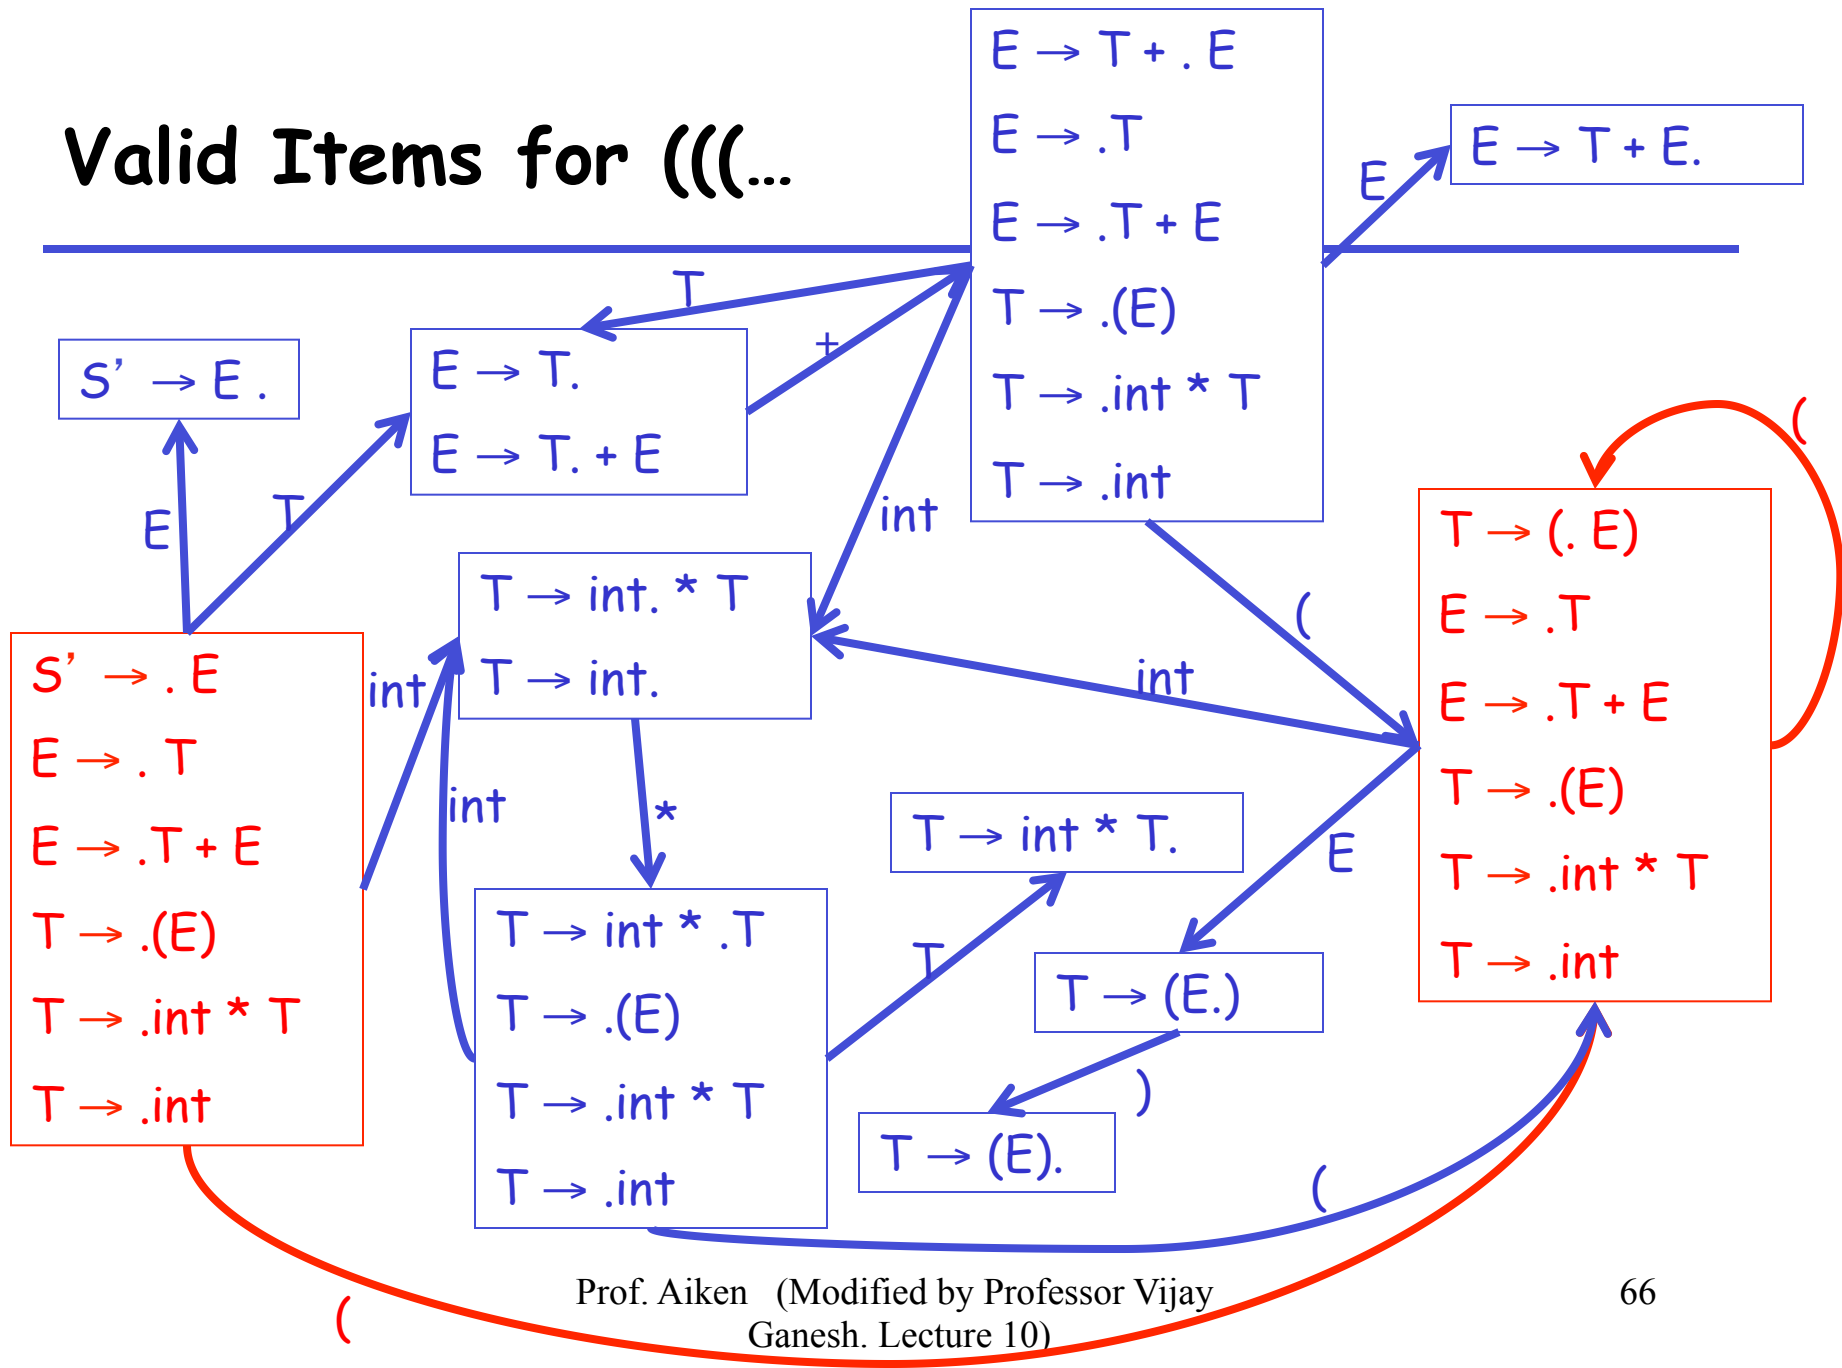 Valid Items for (((...
E → T + . E
E → .T
E → .T + E
T → .(E)
T → .int * T
T → .int
E → T + E.
E
T
+
S’ → E .
E → T.
E → T. + E
E
T
int
(
T → int. * T
T → int.
int
int
*
(
int
S’ → . E
E → . T
E → .T + E
T → .(E)
T → .int * T
T → .int
T → (. E)
E → .T
E → .T + E
T → .(E)
T → .int * T
T → .int
T → int * T.
E
T → int * .T
T → .(E)
T → .int * T
T → .int
T
T → (E.)
)
T → (E).
(
(
Prof. Aiken (Modified by Professor Vijay
Ganesh. Lecture 10)
66